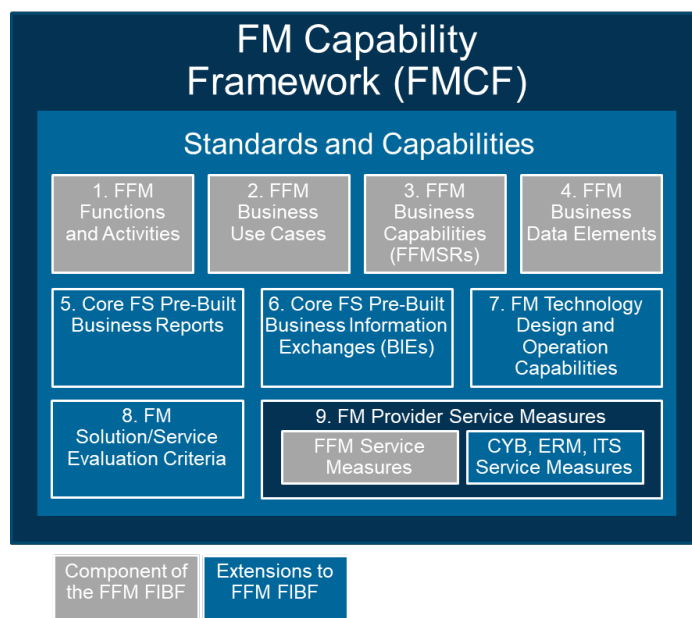 FM Capability
Framework (FMCF)
Standards and Capabilities
1. FFM
Functions
and Activities
2. FFM
Business
Use Cases
3. FFM
Business
Capabilities
(FFMSRs)
4. FFM
Business
Data Elements
5. Core FS Pre-Built
Business Reports
6. Core FS Pre-Built
Business Information
Exchanges (BIEs)
7. FM Technology
Design and
Operation
Capabilities
8. FM
Solution/Service
Evaluation Criteria
9. FM Provider Service Measures
FFM Service
Measures
CYB, ERM, ITS
Service Measures
Component of
the FFM FIBF
Extensions to
FFM FIBF